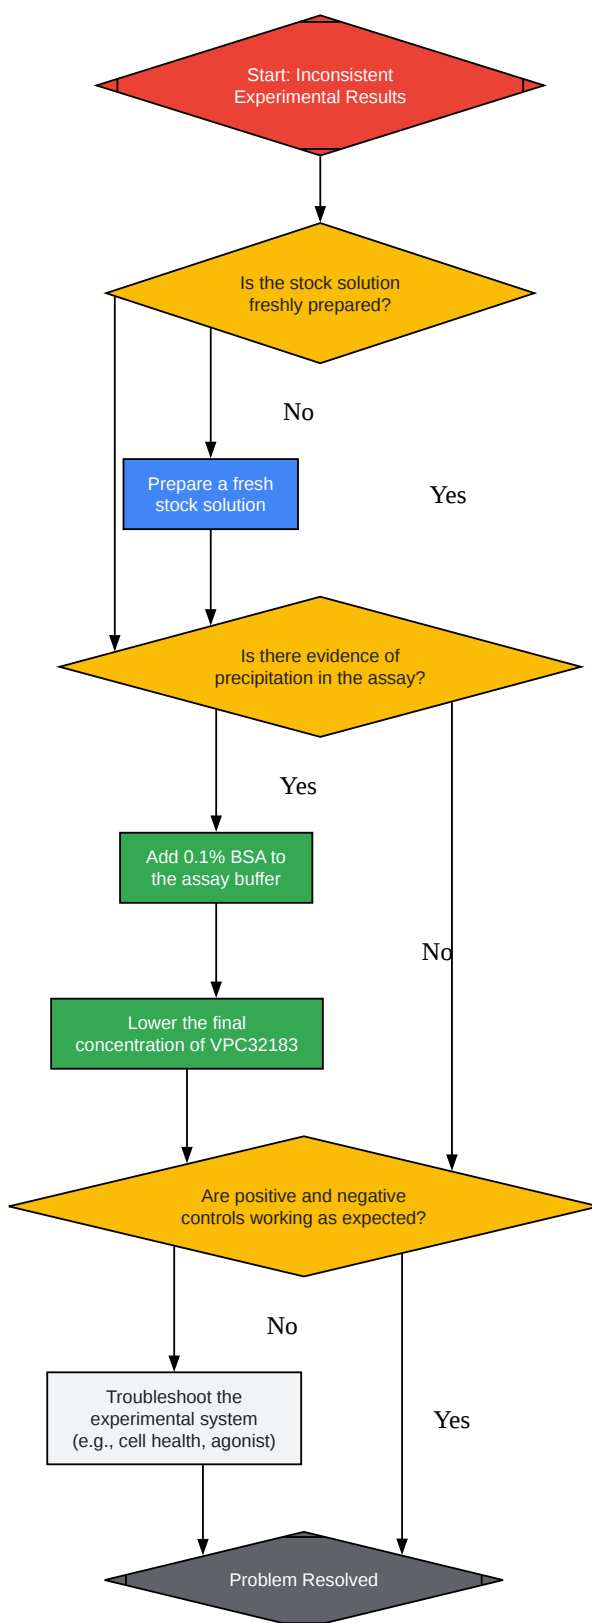 Start: Inconsistent
Experimental Results
Is the stock solution
freshly prepared?
No
Prepare a fresh
stock solution
Yes
Is there evidence of
precipitation in the assay?
Yes
Add 0.1% BSA to
the assay buffer
No
Lower the final
concentration of VPC32183
Are positive and negative
controls working as expected?
No
Troubleshoot the
experimental system
(e.g., cell health, agonist)
Yes
Problem Resolved